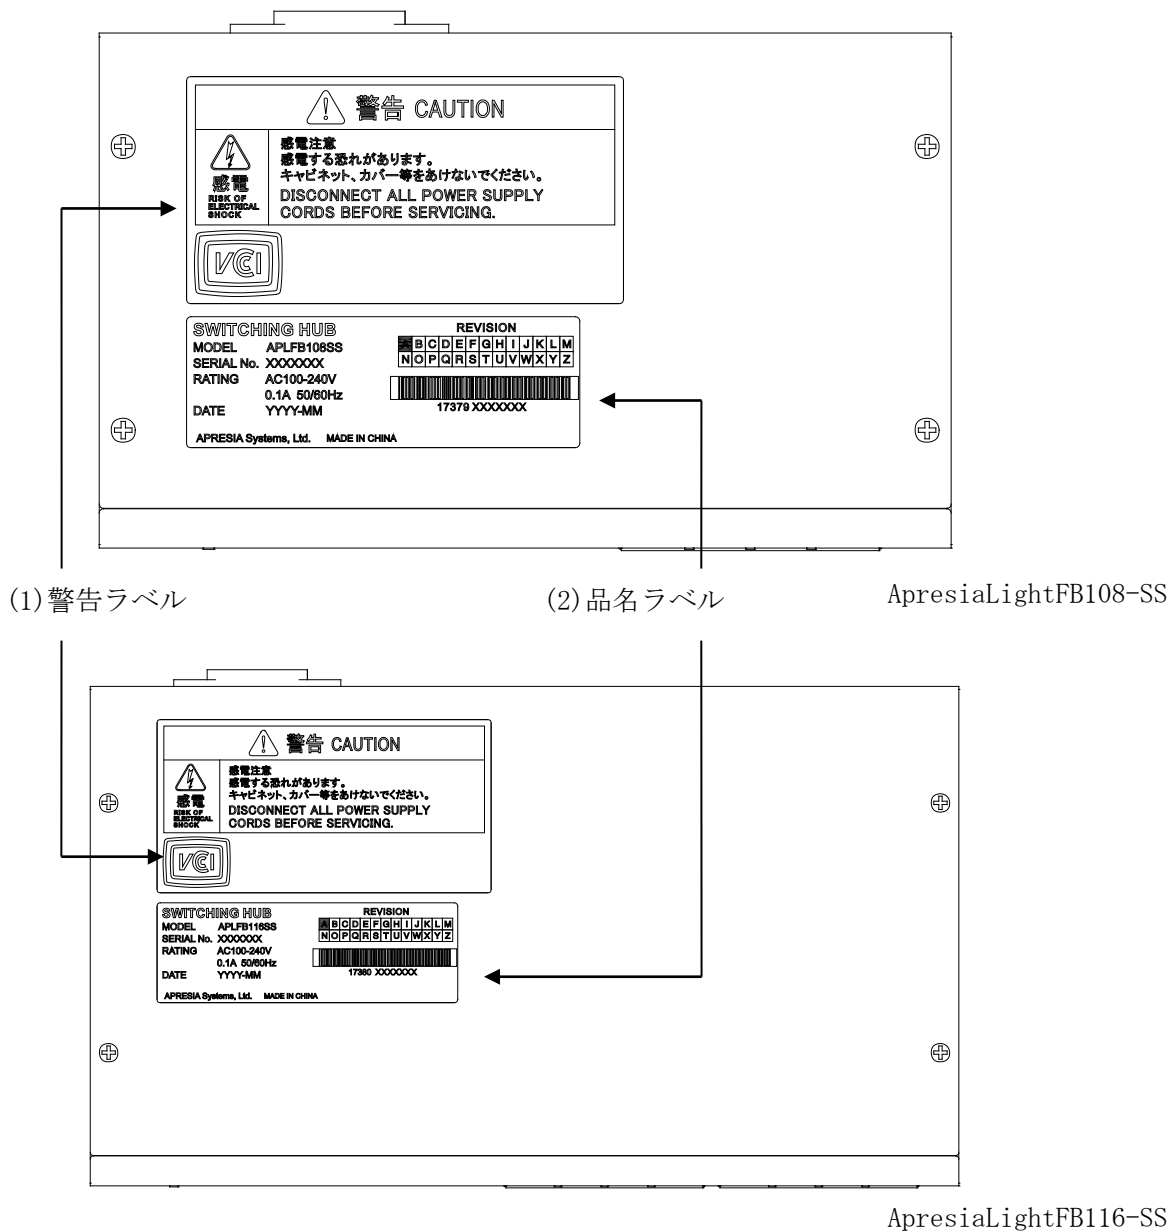 警告 CAUTION
感電
RISK OF
ELECTRICAL
SHOCK
感電注意
感電する恐れがあります。
キャビネット、カバー等をあけないでください。
DISCONNECT ALL POWER SUPPLY
CORDS BEFORE SERVICING.
VCCI
SWITCHING HUB
MODEL APLFB108SS
SERIAL No. XXXXXXX
RATING AC100-240V
0.1A 50/60Hz
DATE YYYY-MM
APRESIA Systems, Ltd. MADE IN CHINA
REVISION
A B C D E F G H I J K L M
N O P Q R S T U V W X Y Z
17379 XXXXXXX
(1)警告ラベル
(2)品名ラベル
ApresiaLightFB108-SS
警告 CAUTION
感電
RISK OF
ELECTRICAL
SHOCK
感電注意
感電する恐れがあります。
キャビネット、カバー等をあけないでください。
DISCONNECT ALL POWER SUPPLY
CORDS BEFORE SERVICING.
VCCI
SWITCHING HUB
MODEL APLFB116SS
SERIAL No. XXXXXXX
RATING AC100-240V
0.1A 50/60Hz
DATE YYYY-MM
APRESIA Systems, Ltd. MADE IN CHINA
REVISION
A B C D E F G H I J K L M
N O P Q R S T U V W X Y Z
17380 XXXXXXX
ApresiaLightFB116-SS